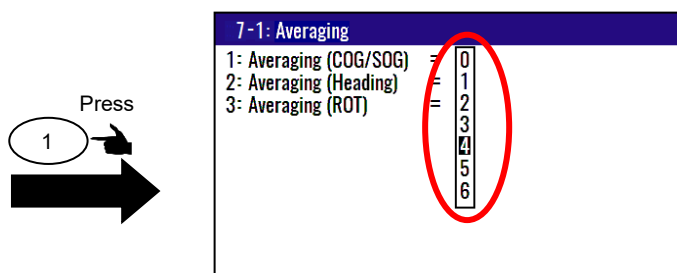 7-1: Averaging
1: Averaging (COG/SOG) = 0
2: Averaging (Heading) = 1
3: Averaging (ROT) = 2
3
4
5
6
Press
1